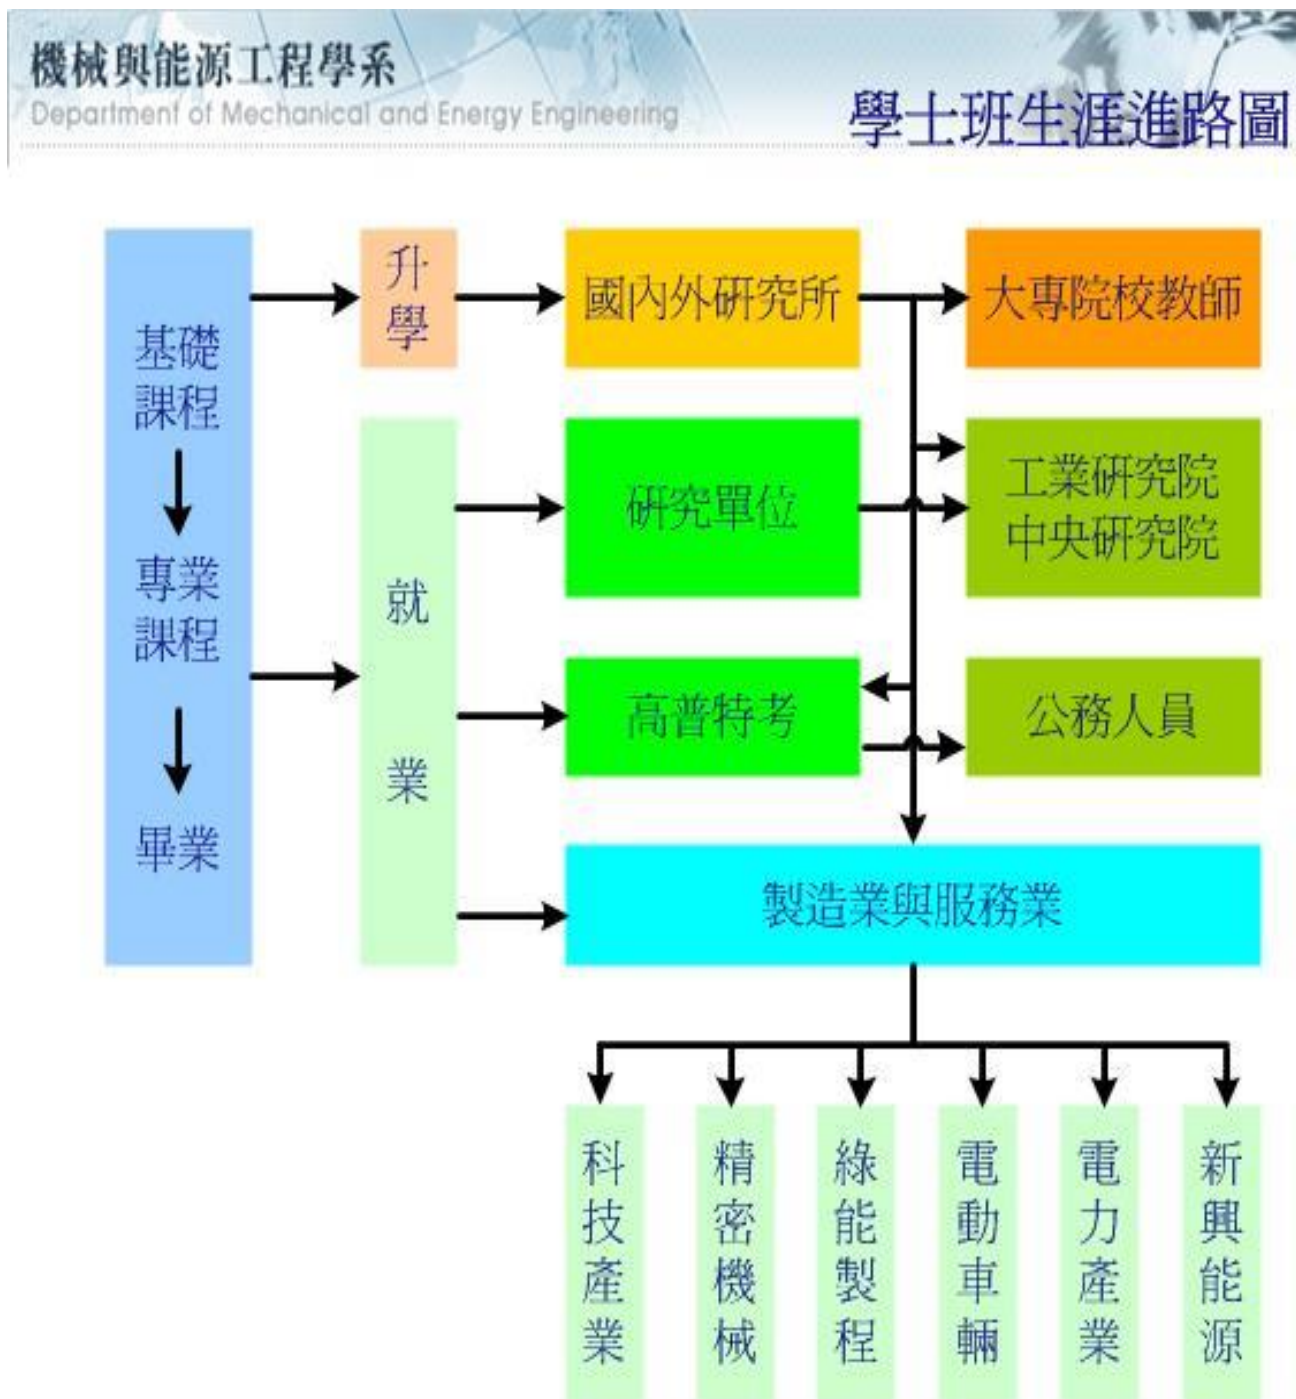 機械與能源工程學系
Department of Mechanical and Energy Engineering
學士班生涯進路圖
基礎
課程
專業
課程
畢業
升學
就業
國內外研究所
大專院校教師
研究單位
工業研究院
中央研究院
高普特考
公務人員
製造業與服務業
科技產業
精密機械
綠能製程
電動車輛
電力產業
新興能源